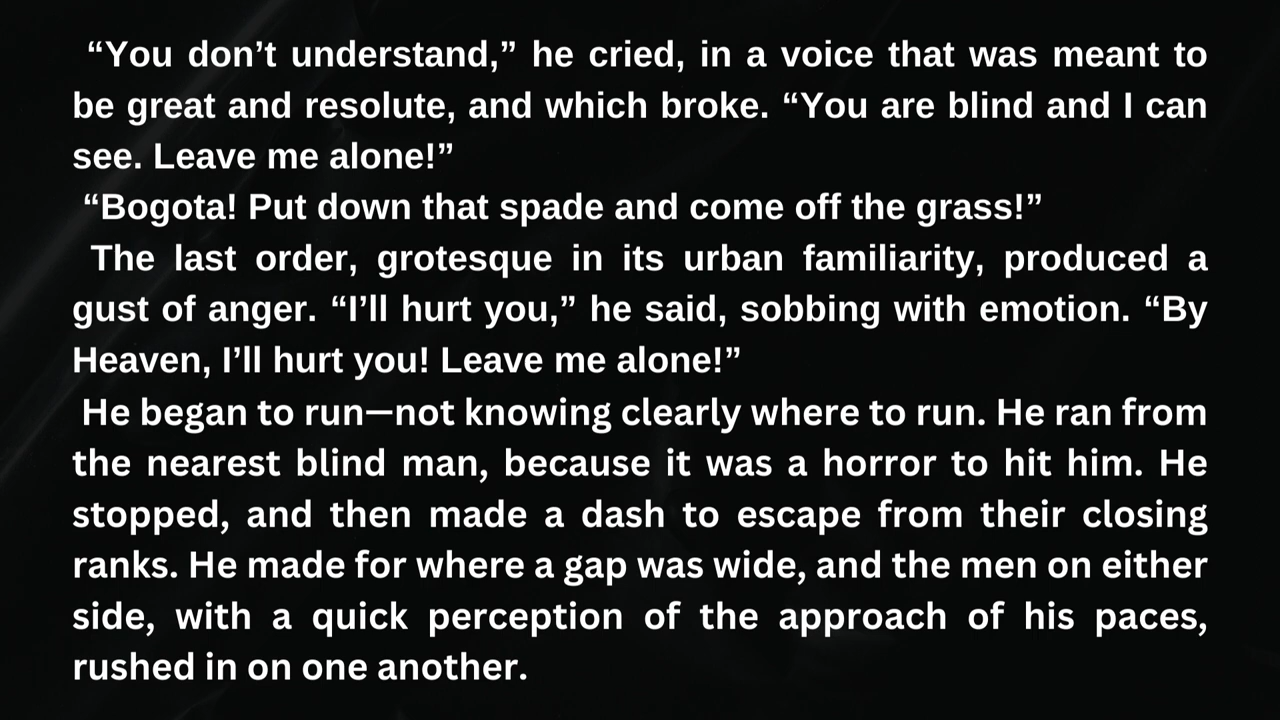 “You don’t understand,” he cried, in a voice that was meant to
be great and resolute, and which broke. “You are blind and I can
see. Leave me alone!”
“Bogota! Put down that spade and come off the grass!”
The last order, grotesque in its urban familiarity, produced a
gust of anger. “I’ll hurt you,” he said, sobbing with emotion. “By
Heaven, I’ll hurt you! Leave me alone!”
He began to run—not knowing clearly where to run. He ran from
the nearest blind man, because it was a horror to hit him. He
stopped, and then made a dash to escape from their closing
ranks. He made for where a gap was wide, and the men on either
side, with a quick perception of the approach of his paces,
rushed in on one another.